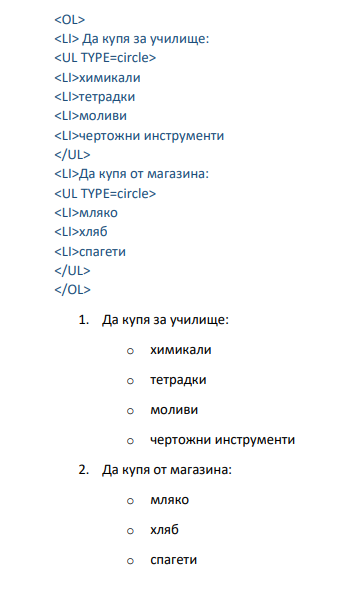 <OL>
<LI> Да купя за училище:
<UL TYPE=circle>
<LI>химикали
<LI>тетрадки
<LI>моливи
<LI>чертожни инструменти
</UL>
<LI>Да купя от магазина:
<UL TYPE=circle>
<LI>мляко
<LI>хляб
<LI>спагети
</UL>
</OL>
1. Да купя за училище:
o химикали
o тетрадки
o моливи
o чертожни инструменти
2. Да купя от магазина:
o мляко
o хляб
o спагети